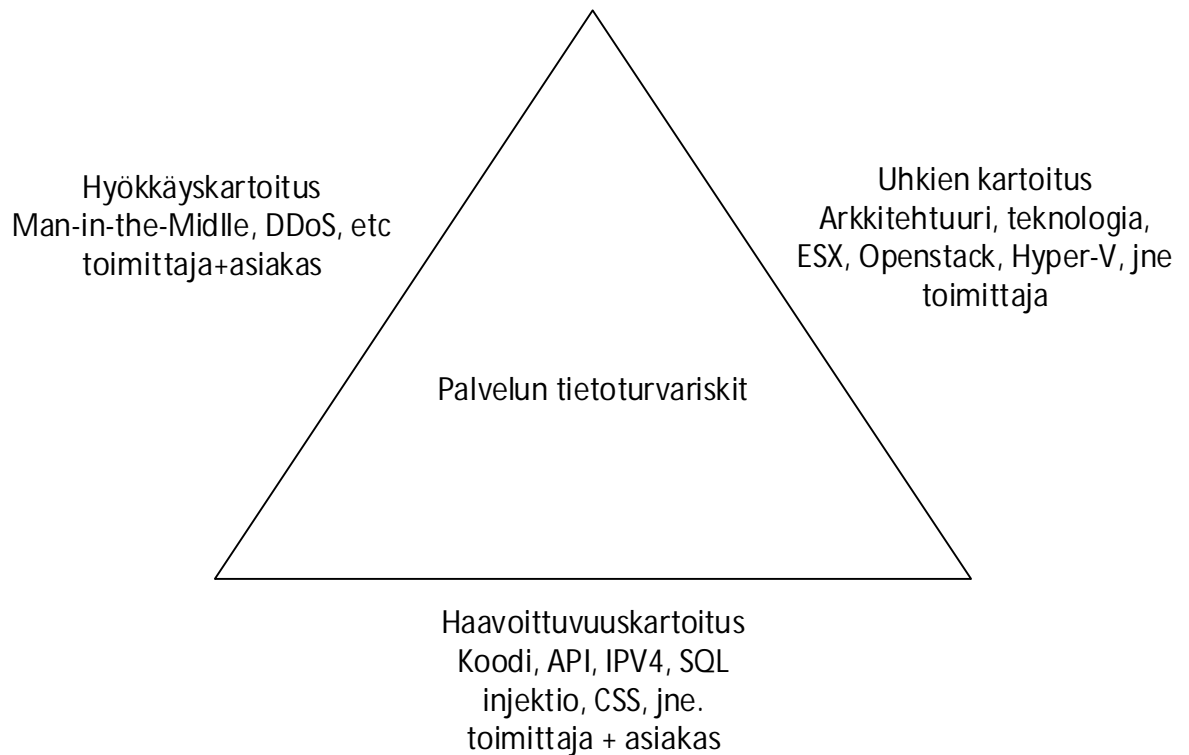 Hyökkäyskartoitus
Man-in-the-Midlle, DDoS, etc
toimittaja+asiakas
Uhkien kartoitus
Arkkitehtuuri, teknologia,
ESX, Openstack, Hyper-V, jne
toimittaja
Palvelun tietoturvariskit
Haavoittuvuuskartoitus
Koodi, API, IPV4, SQL
injektio, CSS, jne.
toimittaja + asiakas